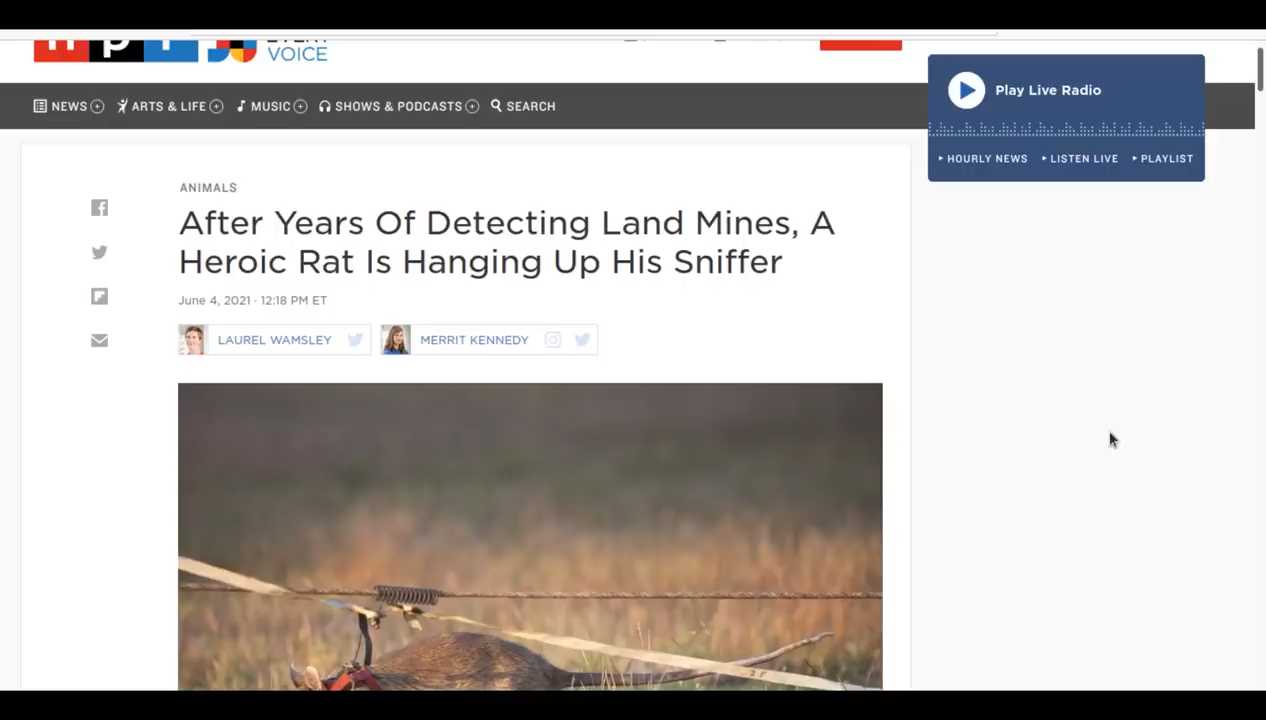 VOICE
NEWS
ARTS & LIFE
MUSIC
SHOWS & PODCASTS
SEARCH
Play Live Radio
HOURLY NEWS
LISTEN LIVE
PLAYLIST
ANIMALS
After Years Of Detecting Land Mines, A
Heroic Rat Is Hanging Up His Sniffer
June 4, 2021 · 12:18 PM ET
LAUREL WAMSLEY
MERRIT KENNEDY